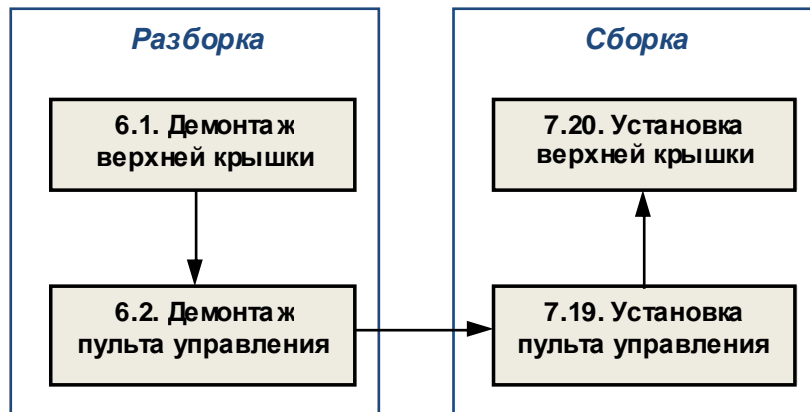 Разборка
6.1. Демонтаж
верхней крышки
6.2. Демонтаж
пульта управления
Сборка
7.20. Установка
верхней крышки
7.19. Установка
пульта управления